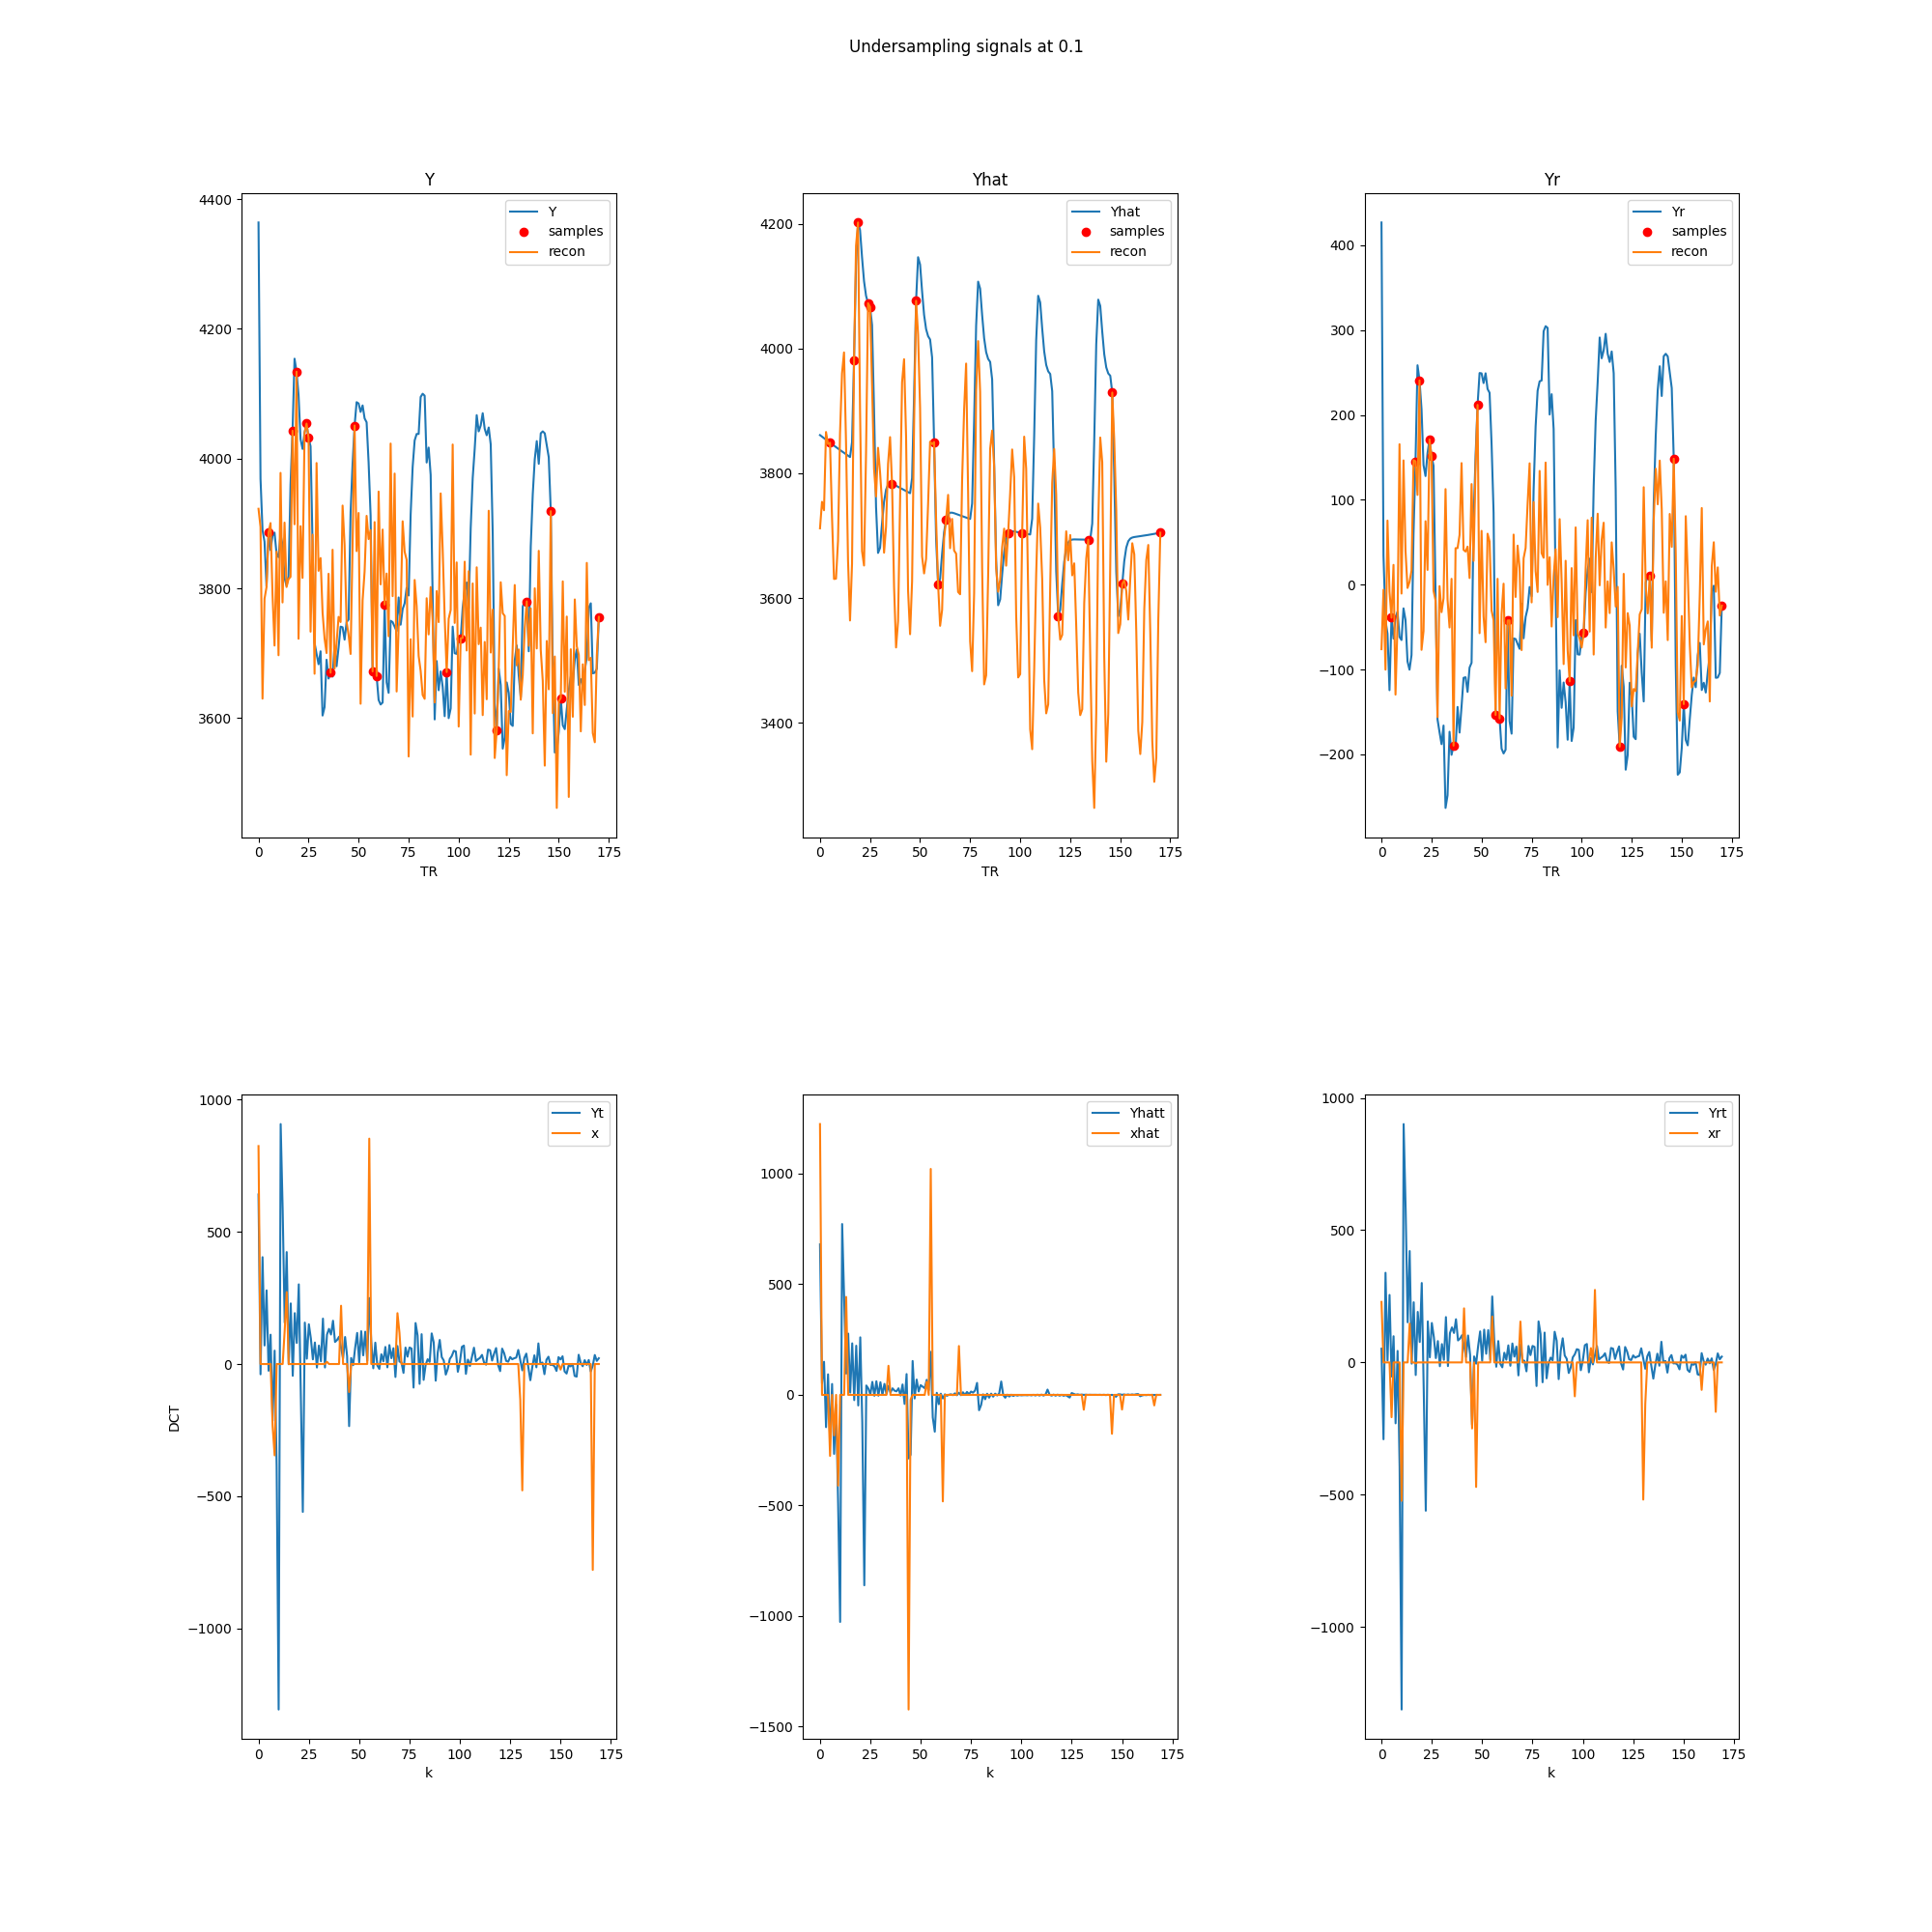 Undersampling signals at 0.1
Y
4400
4200
4000
3800
3600
0 25 50 75 100 125 150 175
TR
Y
samples
recon
Yhat
4200
4000
3800
3600
3400
0 25 50 75 100 125 150 175
TR
Yhat
samples
recon
Yr
400
300
200
100
0
−100
−200
0 25 50 75 100 125 150 175
TR
Yr
samples
recon
DCT
1000
500
0
−500
−1000
0 25 50 75 100 125 150 175
k
Yt
x
1000
500
0
−500
−1000
−1500
0 25 50 75 100 125 150 175
k
Yhatt
xhat
1000
500
0
−500
−1000
0 25 50 75 100 125 150 175
k
Yrt
xr